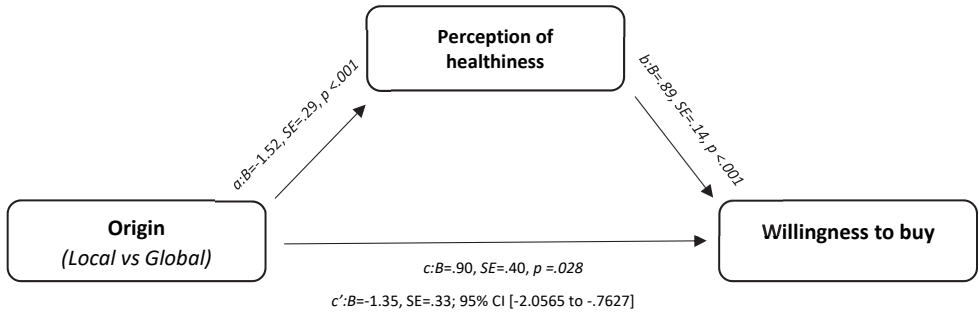 Perception of
healthiness
a:B=-1.52, SE=.29, p <.001
b:B=.89, SE=.14, p <.001
Origin
(Local vs Global)
Willingness to buy
c:B=.90, SE=.40, p =.028
c’:B=-1.35, SE=.33; 95% CI [-2.0565 to -.7627]